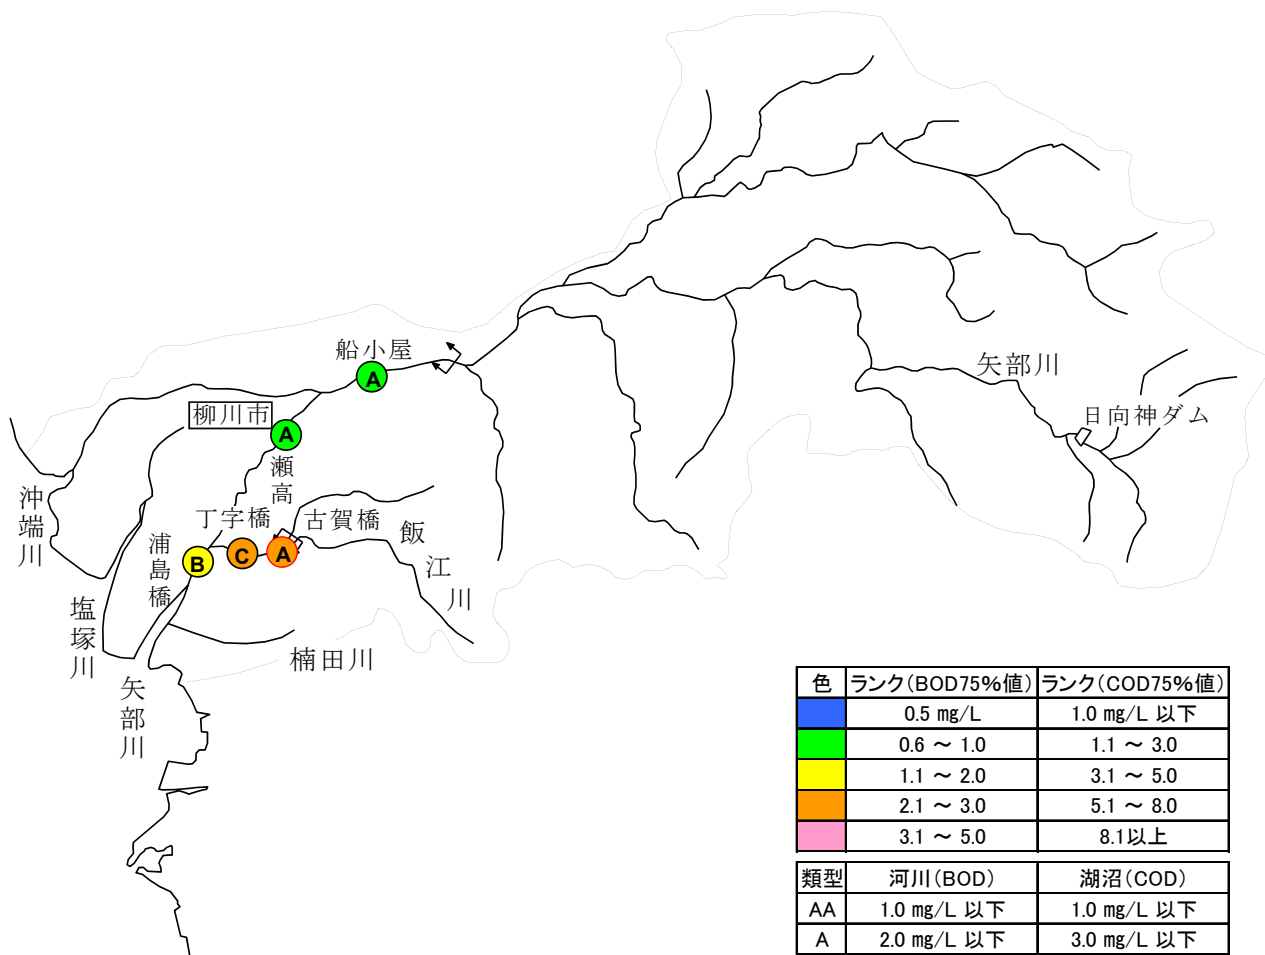 船小屋
A
矢部川
日向神ダム
柳川市
A
瀬高
沖端川
丁字橋
古賀橋
飯江川
浦島橋
B
C
A
塩塚川
楠田川
矢部川
色 ランク(BOD75%値) ランク(COD75%値)
0.5 ㎎/L 1.0 ㎎/L 以下
0.6 ～ 1.0 1.1 ～ 3.0
1.1 ～ 2.0 3.1 ～ 5.0
2.1 ～ 3.0 5.1 ～ 8.0
3.1 ～ 5.0 8.1以上
類型 河川(BOD) 湖沼(COD)
AA 1.0 ㎎/L 以下 1.0 ㎎/L 以下
A 2.0 ㎎/L 以下 3.0 ㎎/L 以下